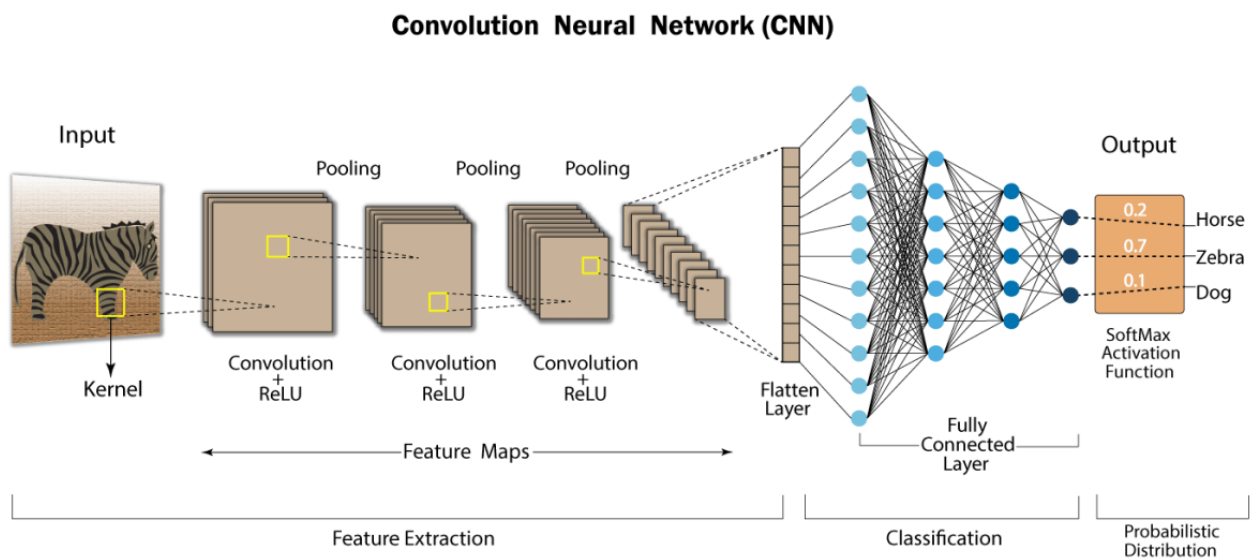 Convolution Neural Network (CNN)
Input
Output
Pooling
Pooling
Pooling
Kernel
Convolution
+
ReLU
Convolution
+
ReLU
Convolution
+
ReLU
Flatten
Layer
0.2
0.7
0.1
Horse
Zebra
Dog
SoftMax
Activation
Function
Feature Maps
Fully
Connected
Layer
Feature Extraction
Classification
Probabilistic
Distribution